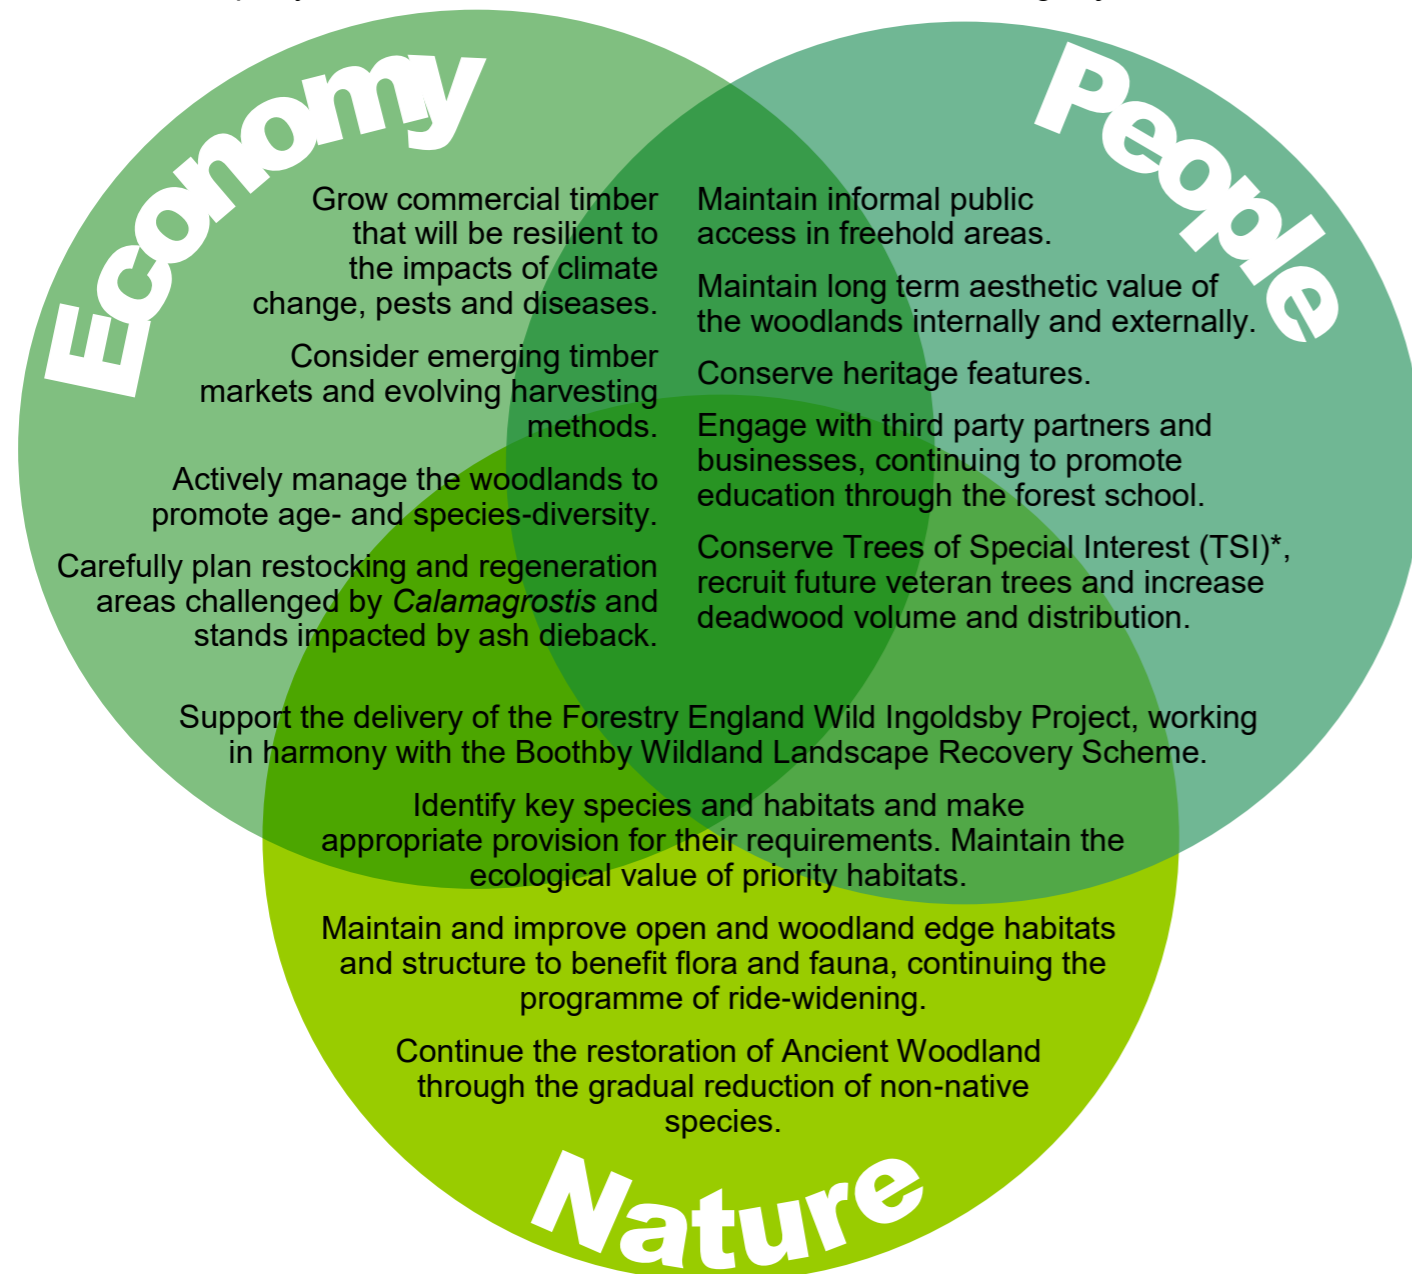 Economy
Grow commercial timber
that will be resilient to
the impacts of climate
change, pests and diseases.
Consider emerging timber
markets and evolving harvesting
methods.
Actively manage the woodlands to
promote age- and species-diversity.
Carefully plan restocking and regeneration
areas challenged by Calamagrostis and
stands impacted by ash dieback.
People
Maintain informal public
access in freehold areas.
Maintain long term aesthetic value of
the woodlands internally and externally.
Conserve heritage features.
Engage with third party partners and
businesses, continuing to promote
education through the forest school.
Conserve Trees of Special Interest (TSI)*,
recruit future veteran trees and increase
deadwood volume and distribution.
Support the delivery of the Forestry England Wild Ingoldsby Project, working
in harmony with the Boothby Wildland Landscape Recovery Scheme.
Identify key species and habitats and make
appropriate provision for their requirements. Maintain the
ecological value of priority habitats.
Maintain and improve open and woodland edge habitats
and structure to benefit flora and fauna, continuing the
programme of ride-widening.
Continue the restoration of Ancient Woodland
through the gradual reduction of non-native
species.
Nature